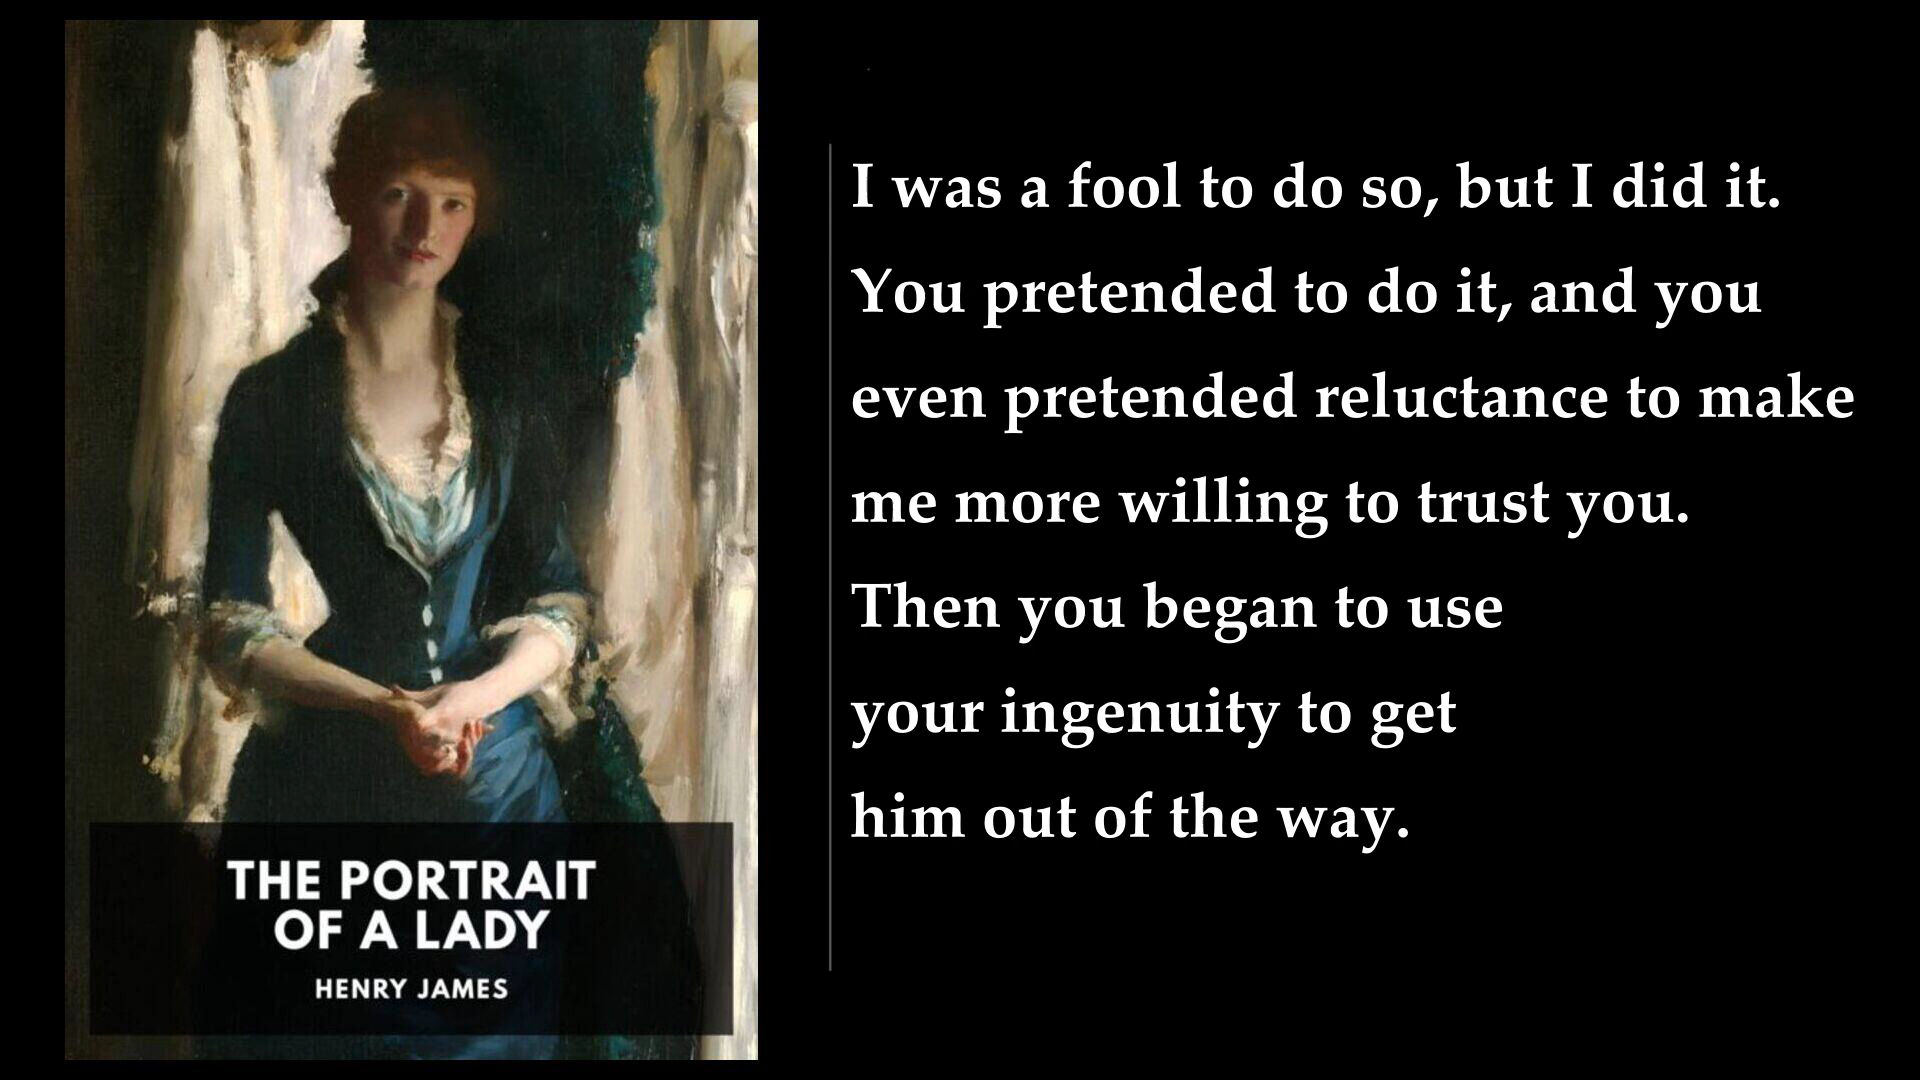 THE PORTRAIT
OF A LADY
HENRY JAMES
I was a fool to do so, but I did it.
You pretended to do it, and you
even pretended reluctance to make
me more willing to trust you.
Then you began to use
your ingenuity to get
him out of the way.